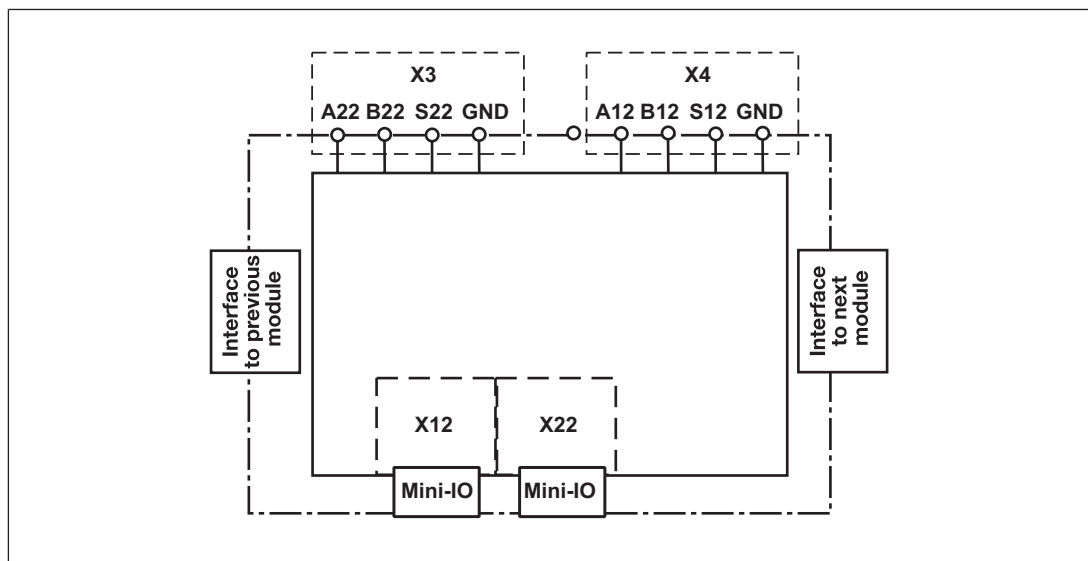 X3 X4
A22 B22 S22 GND A12 B12 S12 GND
Interface
to previous
module
Interface
to next
module
X12 X22
Mini-IO Mini-IO